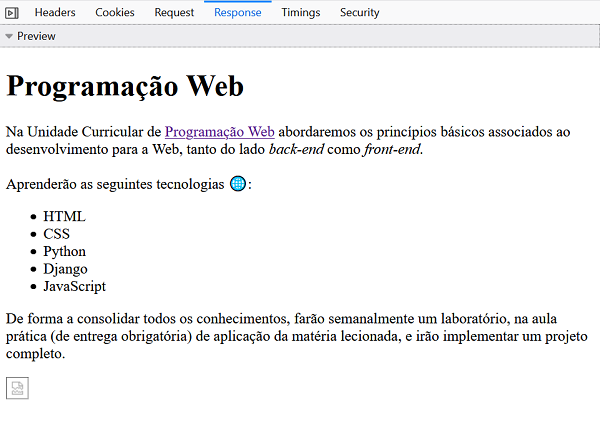 Headers Cookies Request Response Timings Security
Preview
Programação Web
Na Unidade Curricular de Programação Web abordaremos os princípios básicos associados ao
desenvolvimento para a Web, tanto do lado back-end como front-end.
Aprenderão as seguintes tecnologias 🌐:
HTML
CSS
Python
Django
JavaScript
De forma a consolidar todos os conhecimentos, farão semanalmente um laboratório, na aula
prática (de entrega obrigatória) de aplicação da matéria lecionada, e irão implementar um projeto
completo.